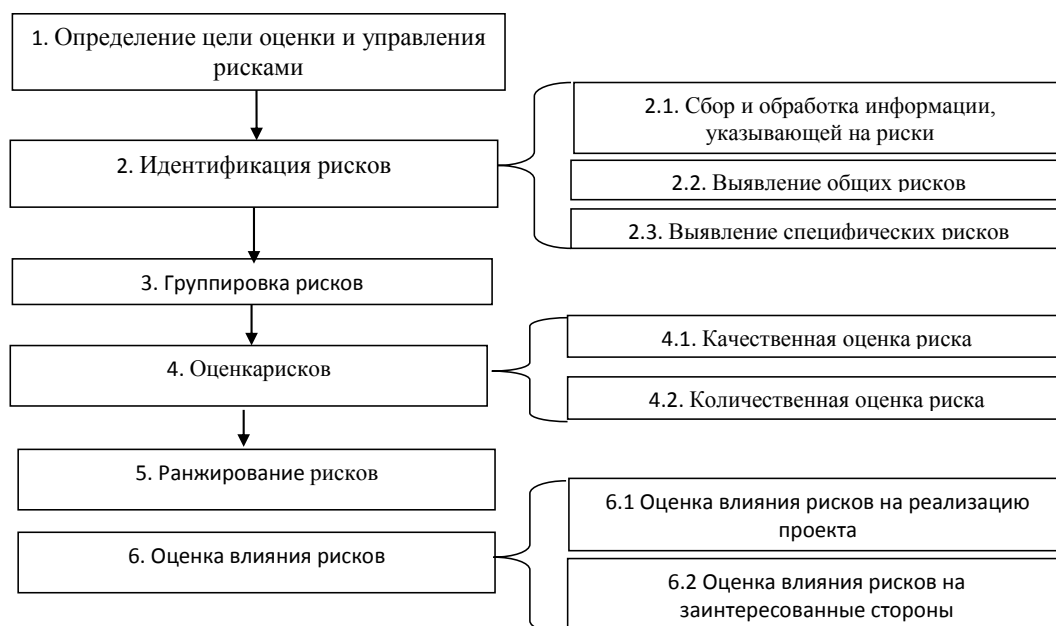 1. Определение цели оценки и управления
рисками
2. Идентификация рисков
2.1. Сбор и обработка информации,
указывающей на риски
2.2. Выявление общих рисков
2.3. Выявление специфических рисков
3. Группировка рисков
4. Оценкарисков
4.1. Качественная оценка риска
4.2. Количественная оценка риска
5. Ранжирование рисков
6. Оценка влияния рисков
6.1 Оценка влияния рисков на реализацию
проекта
6.2 Оценка влияния рисков на
заинтересованные стороны